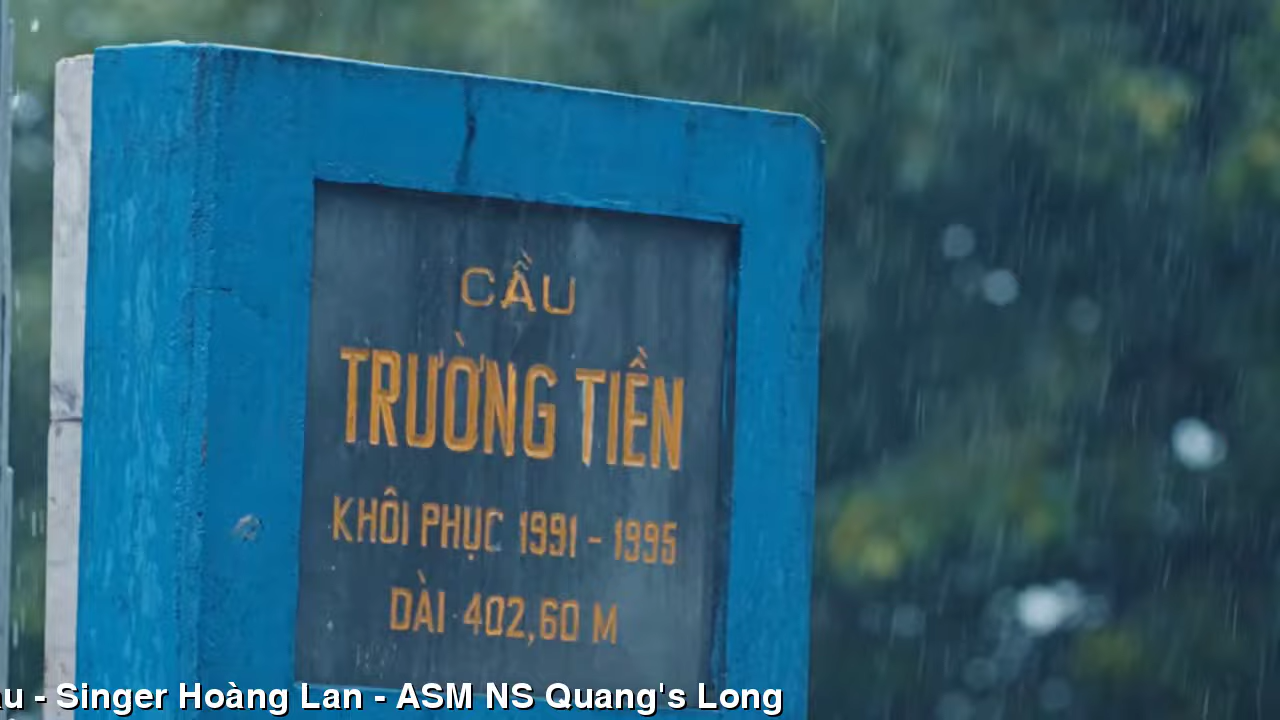 CẦU
TRƯỜNG TIỀN
KHÔI PHỤC 1991 - 1995
DÀI 402,60 M
- Singer Hoàng Lan - ASM NS Quang's Long